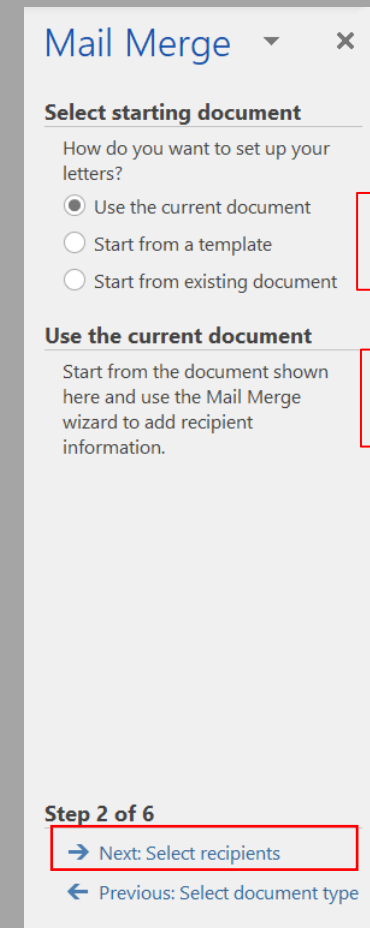 Mail Merge
Select starting document
How do you want to set up your
letters?
Use the current document
Start from a template
Start from existing document
Use the current document
Start from the document shown
here and use the Mail Merge
wizard to add recipient
information.
Step 2 of 6
Next: Select recipients
Previous: Select document type